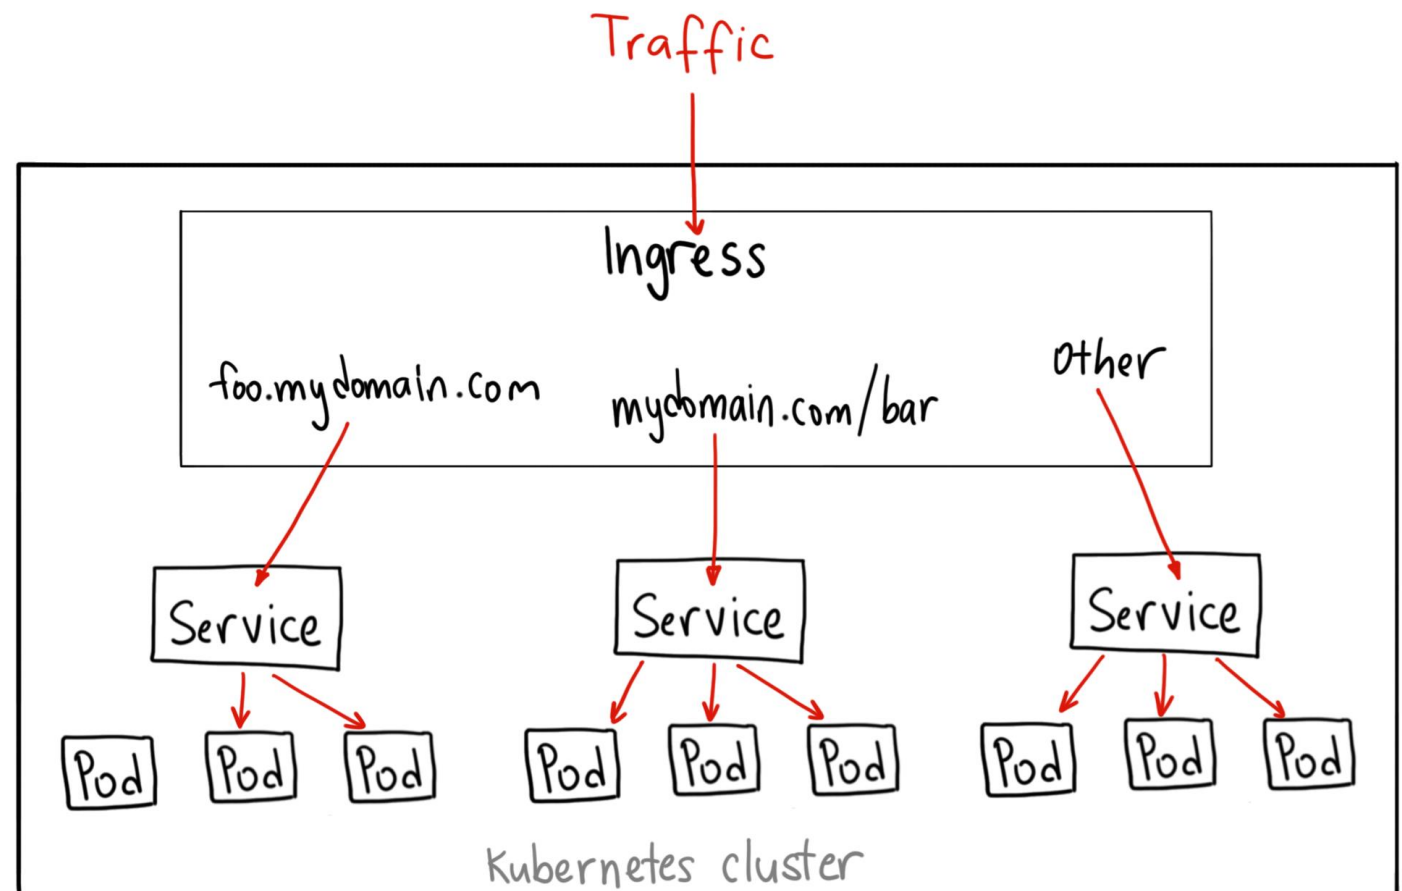 Traffic
Ingress
foo.mydomain.com
mydomain.com/bar
other
Service
Service
Service
Pod
Pod
Pod
Pod
Pod
Pod
Pod
Pod
Pod
Kubernetes cluster